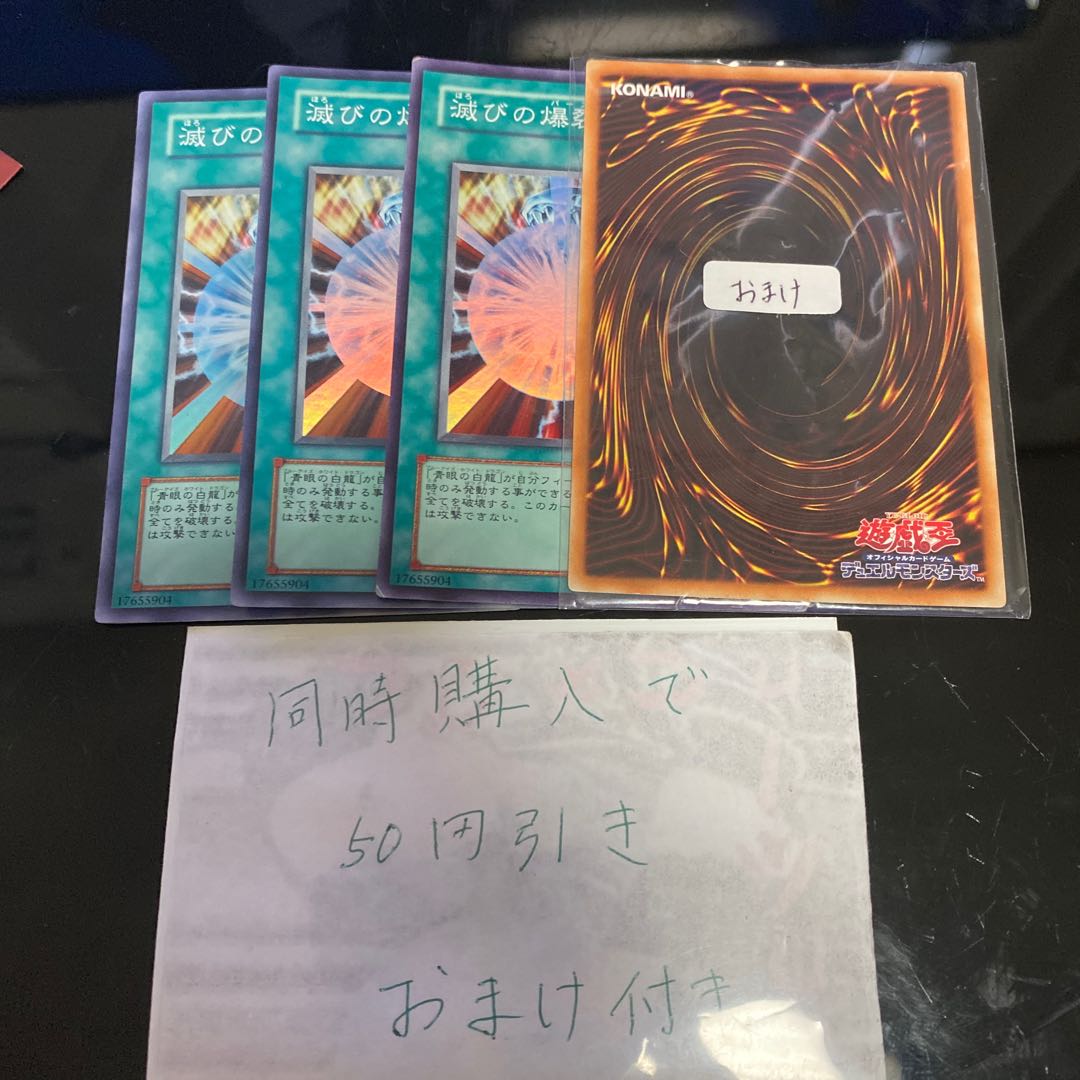 滅びの
滅びの
滅びの爆裂
KONAMI
おまけ
「青眼の白龍」が
時のみ発動する
全てを破壊する。
は攻撃できない
17655904
「青眼の白龍」が自
時のみ発動する事
全てを破壊する。
は攻撃できない。
「青眼の白龍」が自分フィー
時のみ発動する事ができる
全てを破壊する。このカー
は攻撃できない。
17655904
遊戯王
オフィシャルカードゲーム
デュエルモンスターズ™
同時購入で
50円引き
おまけ付き